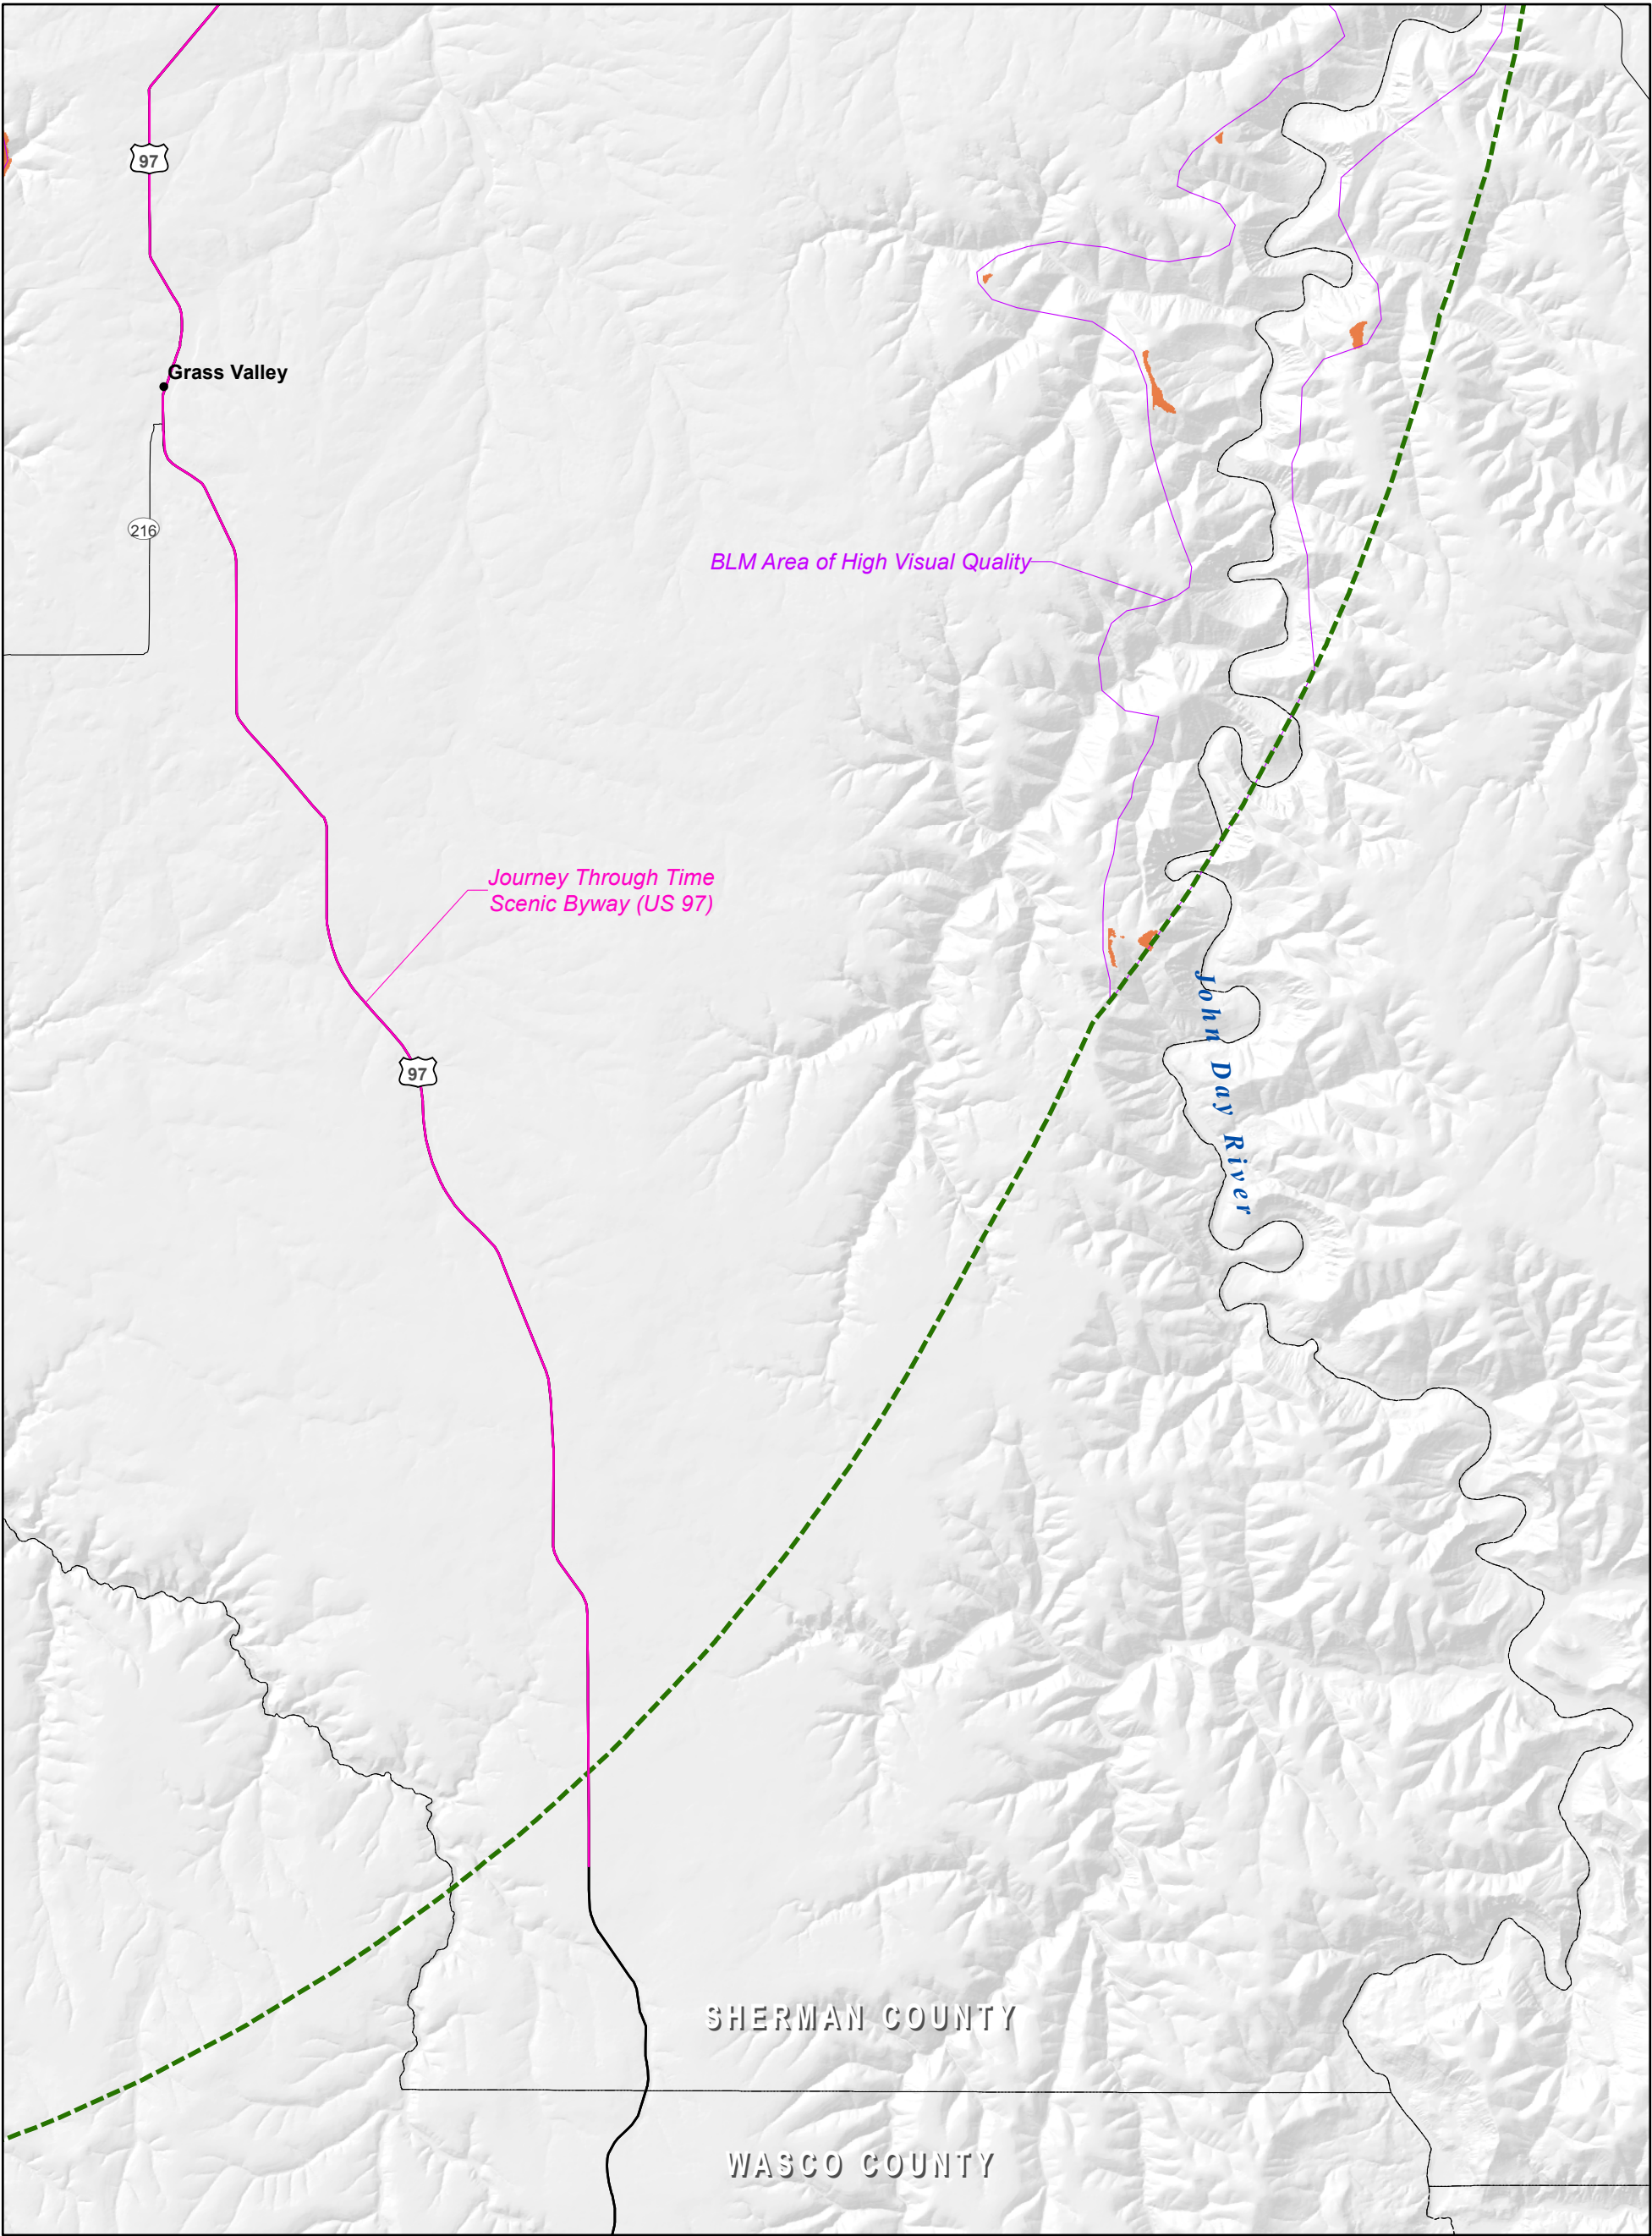 97
Grass Valley
216
BLM Area of High Visual Quality
Journey Through Time
Scenic Byway (US 97)
John Day River
97
SHERMAN COUNTY
WASCO COUNTY